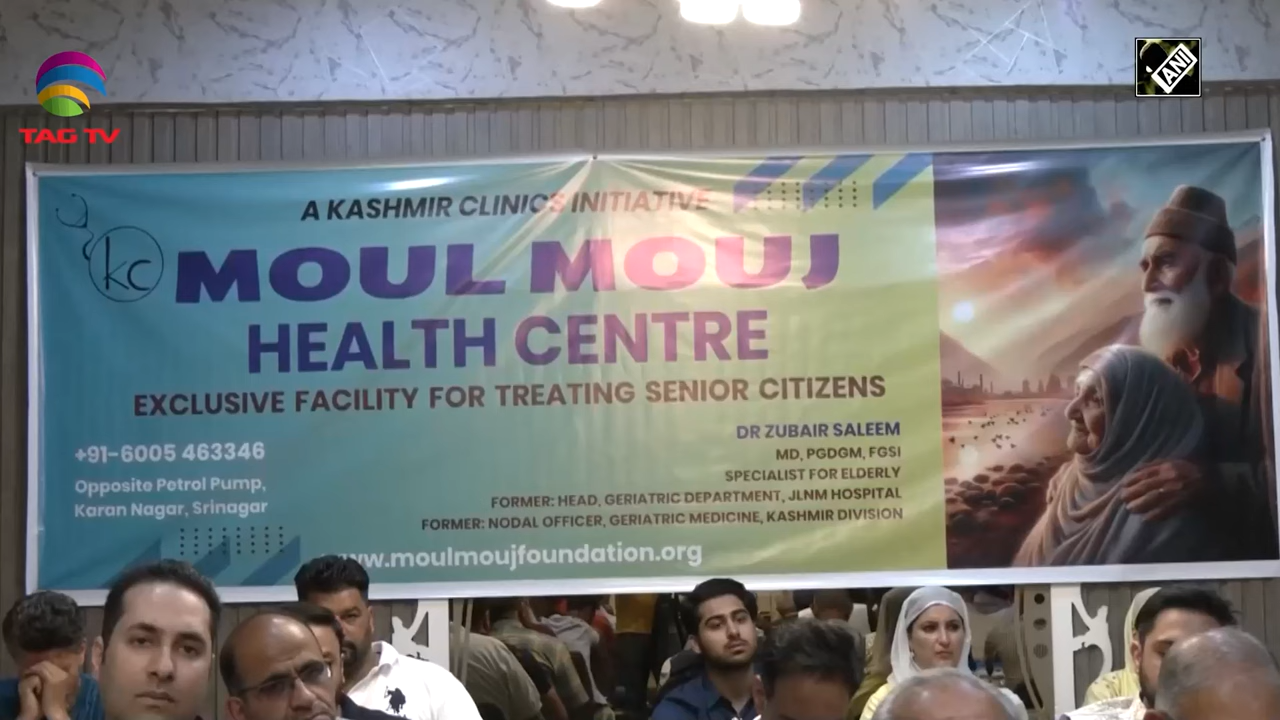 TAG TV
ANI
A KASHMIR CLINICS INITIATIVE
kc
MOUL MOUJ
HEALTH CENTRE
EXCLUSIVE FACILITY FOR TREATING SENIOR CITIZENS
+91-6005 463346
Opposite Petrol Pump,
Karan Nagar, Srinagar
DR ZUBAIR SALEEM
MD, PGDGM, FGSI
SPECIALIST FOR ELDERLY
FORMER: HEAD, GERIATRIC DEPARTMENT, JLNM HOSPITAL
FORMER: NODAL OFFICER, GERIATRIC MEDICINE, KASHMIR DIVISION
www.moulmoujfoundation.org